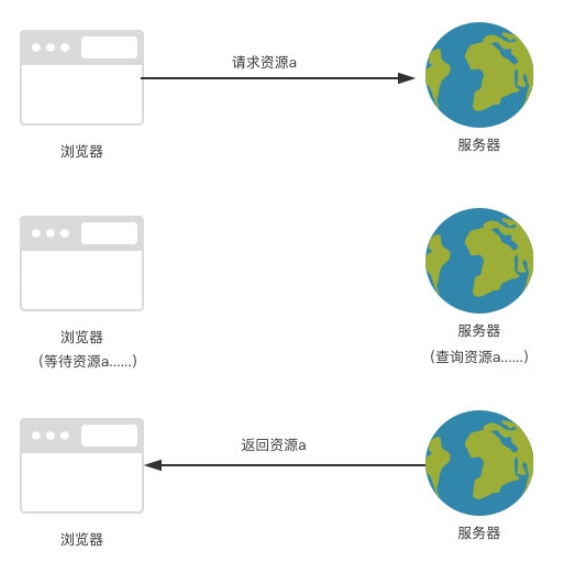 请求资源a
浏览器
服务器
浏览器
服务器
(等待资源a......)
(查询资源a......)
返回资源a
浏览器
服务器